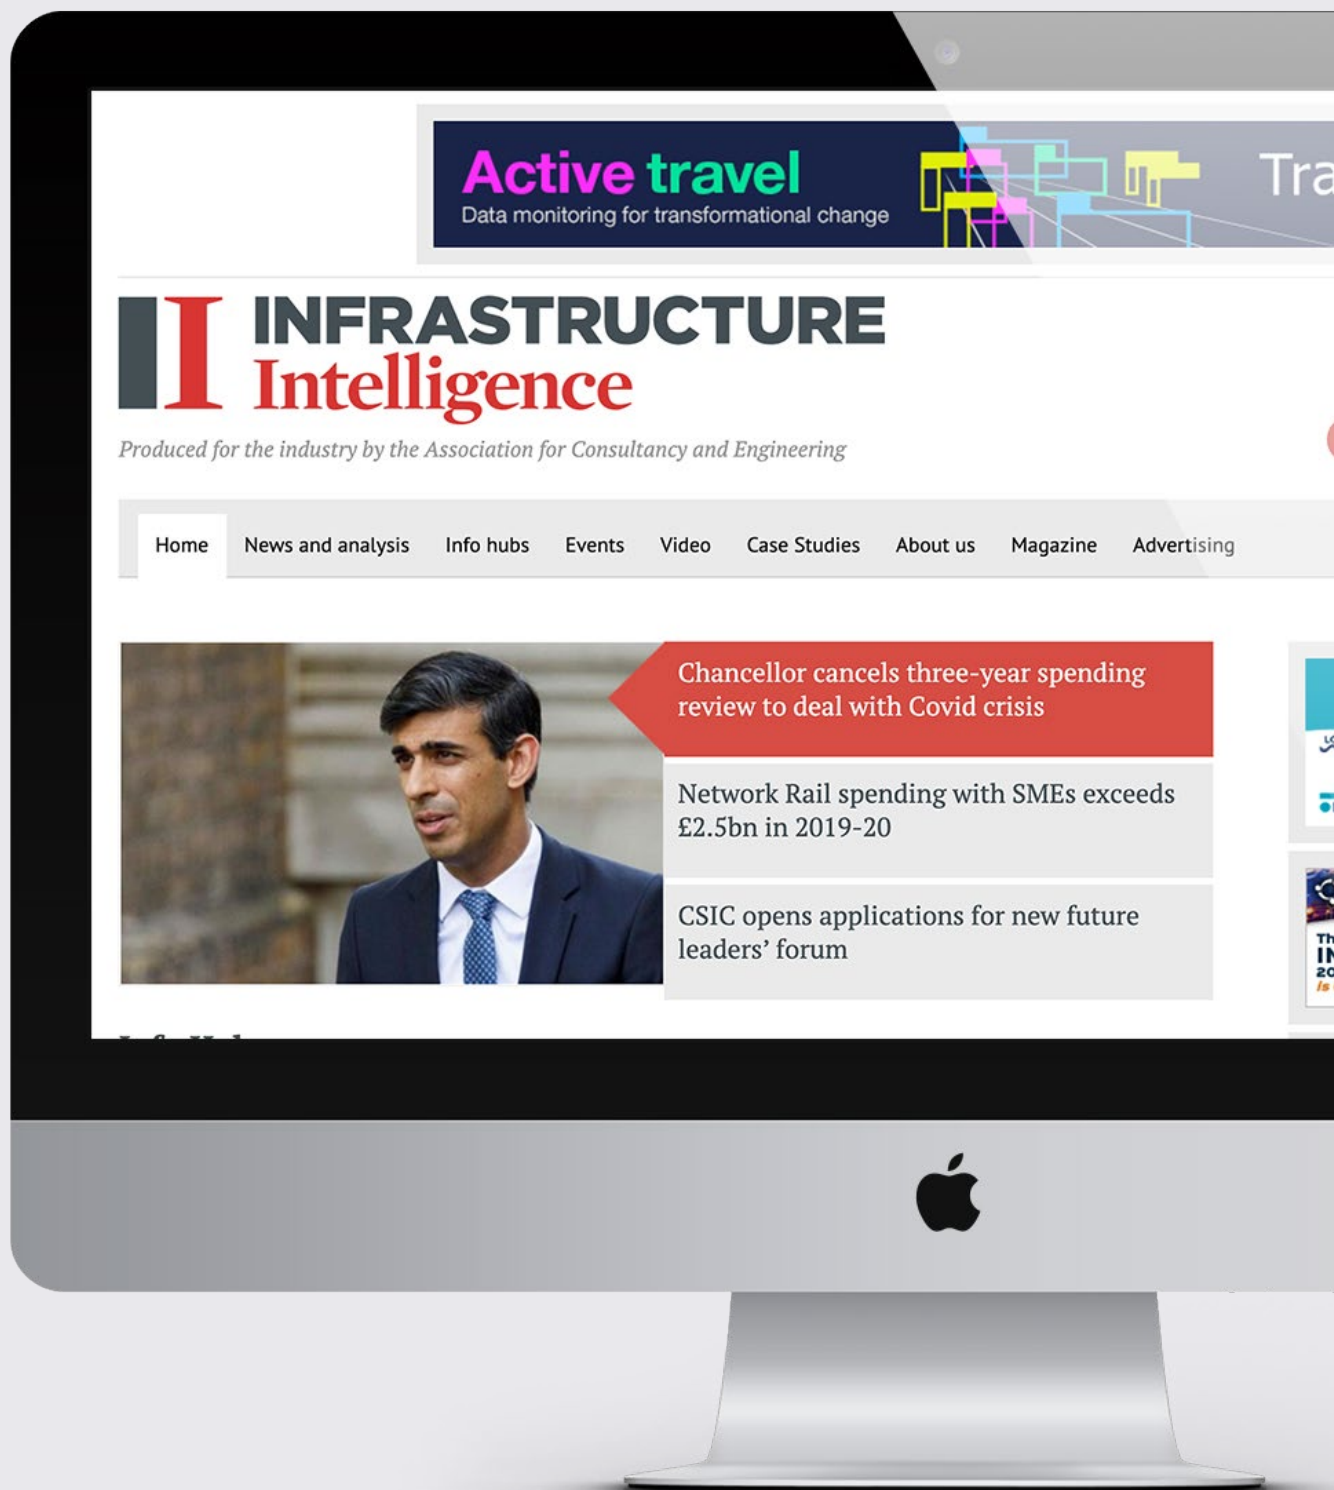 Active travel
Data monitoring for transformational change
INFRASTRUCTURE
Intelligence
Produced for the industry by the Association for Consultancy and Engineering
Home News and analysis Info hubs Events Video Case Studies About us Magazine Advertising
Chancellor cancels three-year spending
review to deal with Covid crisis
Network Rail spending with SMEs exceeds
£2.5bn in 2019-20
CSIC opens applications for new future
leaders’ forum